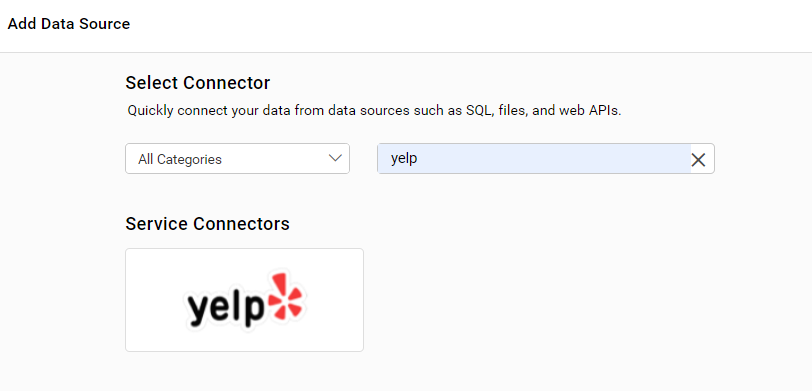 Add Data Source
Select Connector
Quickly connect your data from data sources such as SQL, files, and web APIs.
All Categories
yelp
Service Connectors
yelp